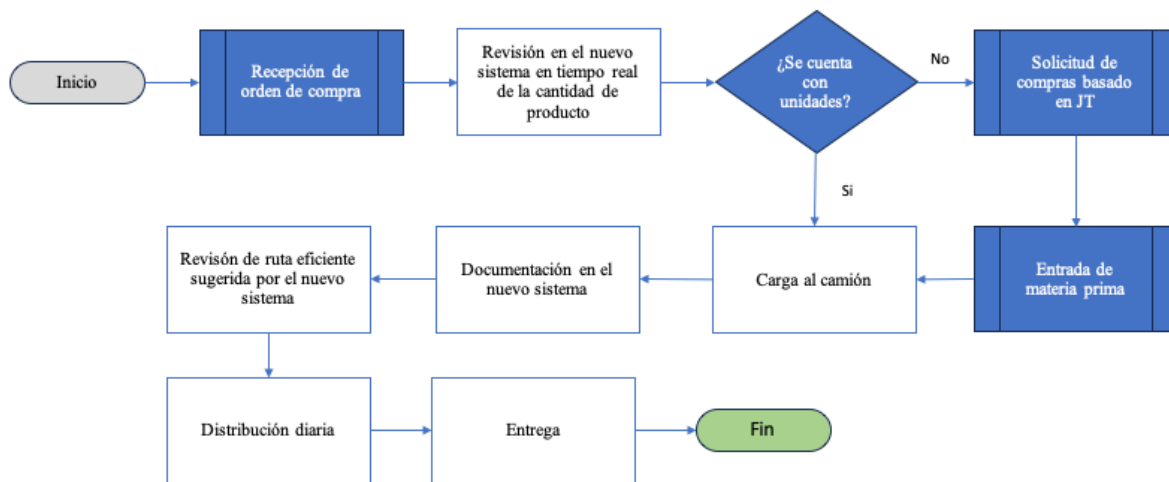 Inicio
Recepción de
orden de compra
Revisión en el nuevo
sistema en tiempo real
de la cantidad de
producto
¿Se cuenta
con
unidades?
No
Solicitud de
compras basado
en JT
Si
Revisón de ruta eficiente
sugerida por el nuevo
sistema
Documentación en el
nuevo sistema
Carga al camión
Entrada de
materia prima
Distribución diaria
Entrega
Fin